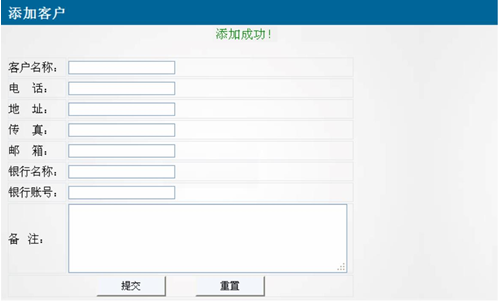 添加客户
添加成功!
客户名称:
电 话:
地 址:
传 真:
邮 箱:
银行名称:
银行账号:
备 注:
提交 重置